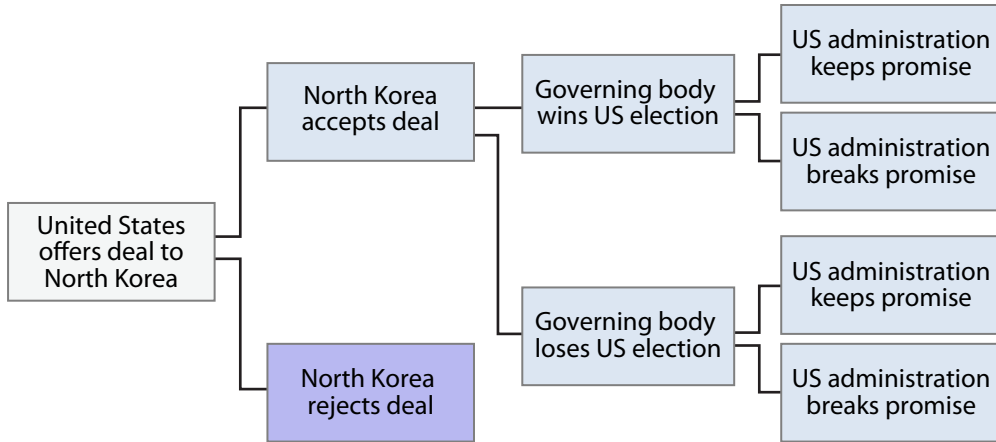 United States
offers deal to
North Korea
North Korea
accepts deal
North Korea
rejects deal
Governing body
wins US election
Governing body
loses US election
US administration
keeps promise
US administration
breaks promise
US administration
keeps promise
US administration
breaks promise